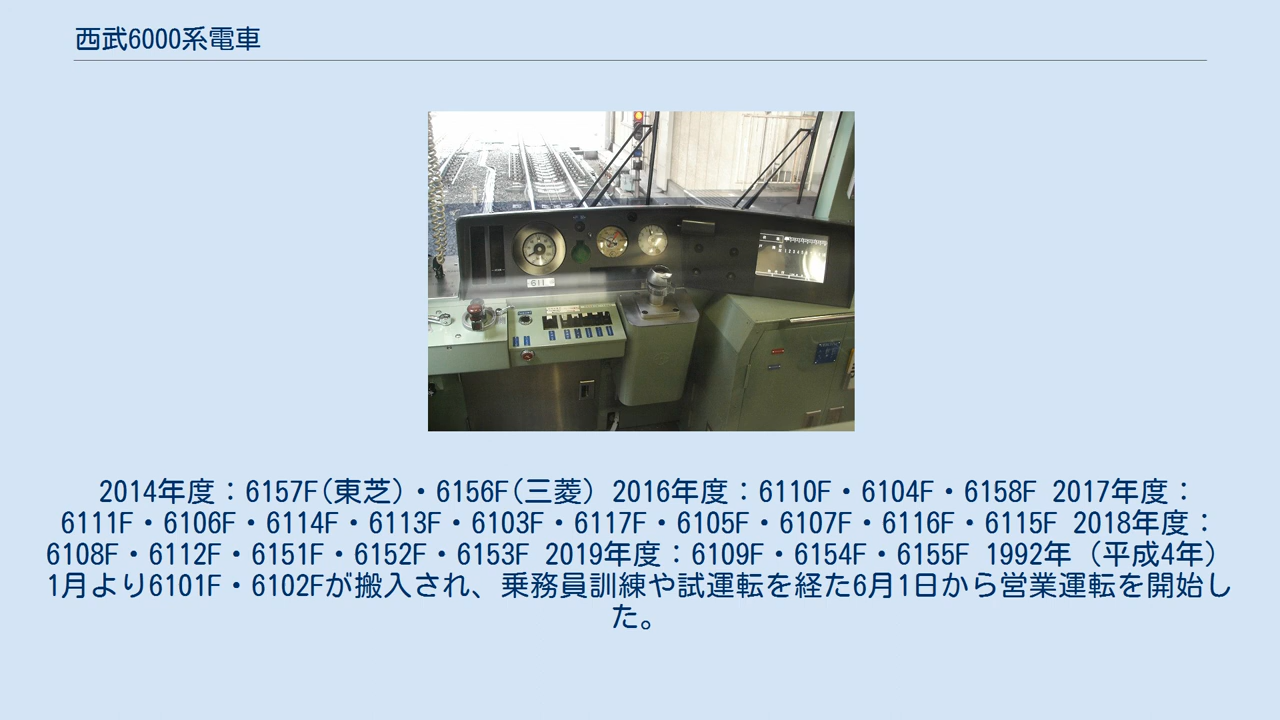 西武6000系電車
611
2014年度：6157F(東芝)・6156F(三菱) 2016年度：6110F・6104F・6158F 2017年度：
6111F・6106F・6114F・6113F・6103F・6117F・6105F・6107F・6116F・6115F 2018年度：
6108F・6112F・6151F・6152F・6153F 2019年度：6109F・6154F・6155F 1992年（平成4年）
1月より6101F・6102Fが搬入され、乗務員訓練や試運転を経た6月1日から営業運転を開始し
た。